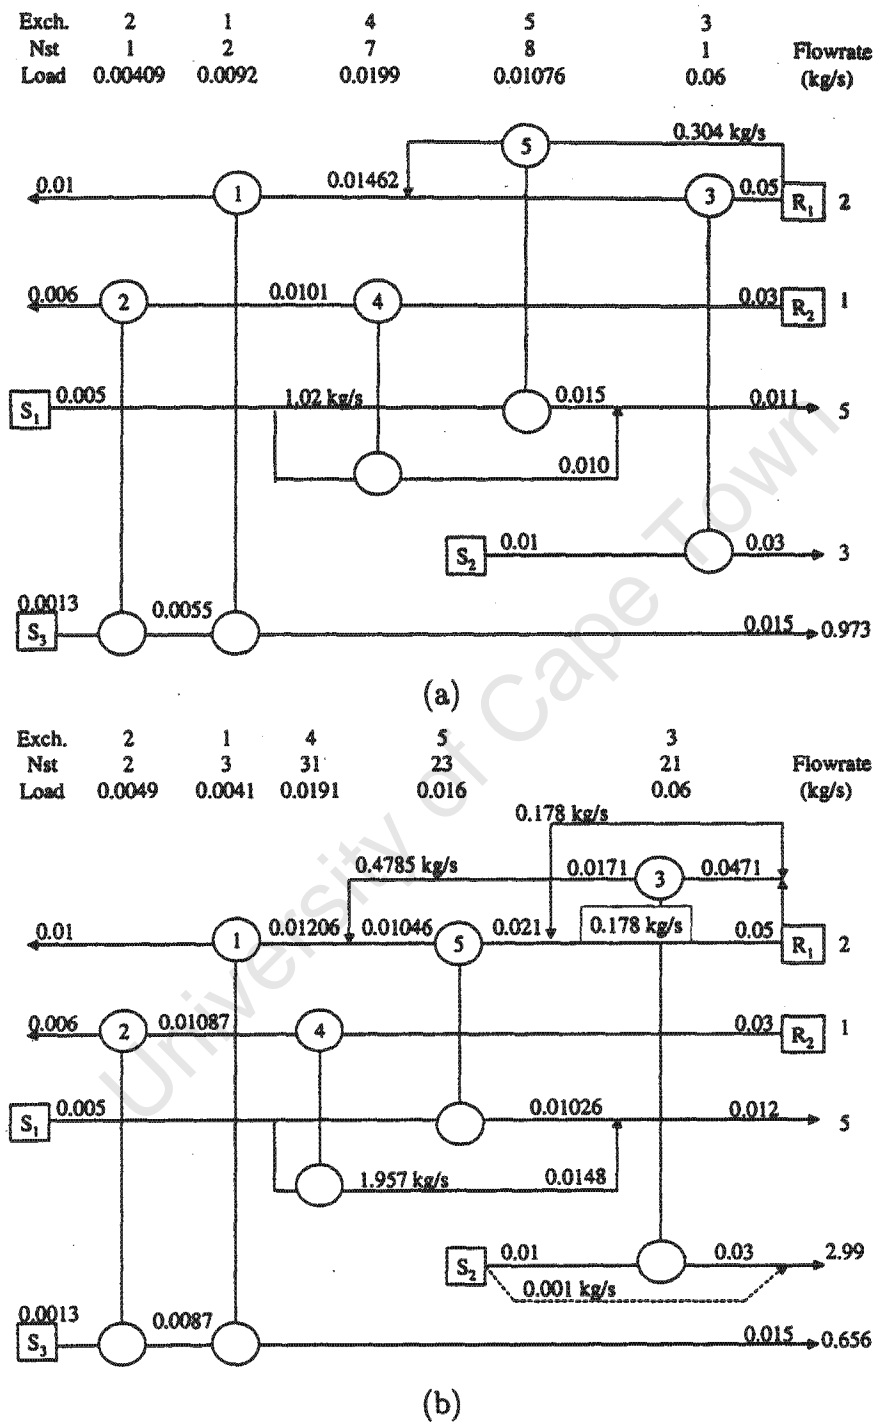 Exch. 2 1 4 5 3
Nst 1 2 7 8 1 Flowrate
Load 0.00409 0.0092 0.0199 0.01076 0.06 (kg/s)
5 0.304 kg/s
0.01 1 0.01462 3 0.05 R1 2
0.006 2 0.0101 4 0.03 R2 1
S1 0.005 1.02 kg/s 0.015 0.011 5
0.010
S2 0.01 0.03 3
0.0013 0.0055
S3 0.015 0.973
(a)
Exch. 2 1 4 5 3
Nst 2 3 31 23 21 Flowrate
Load 0.0049 0.0041 0.0191 0.016 0.06 (kg/s)
0.178 kg/s
0.4785 kg/s 0.0171 3 0.0471
0.01 1 0.01206 0.01046 5 0.021 0.178 kg/s 0.05 R1 2
0.006 2 0.01087 4 0.03 R2 1
S1 0.005 0.01026 0.012 5
1.957 kg/s 0.0148
S2 0.01 0.03 2.99
0.001 kg/s
0.0013 0.0087
S3 0.015 0.656
(b)
University of Cape Town